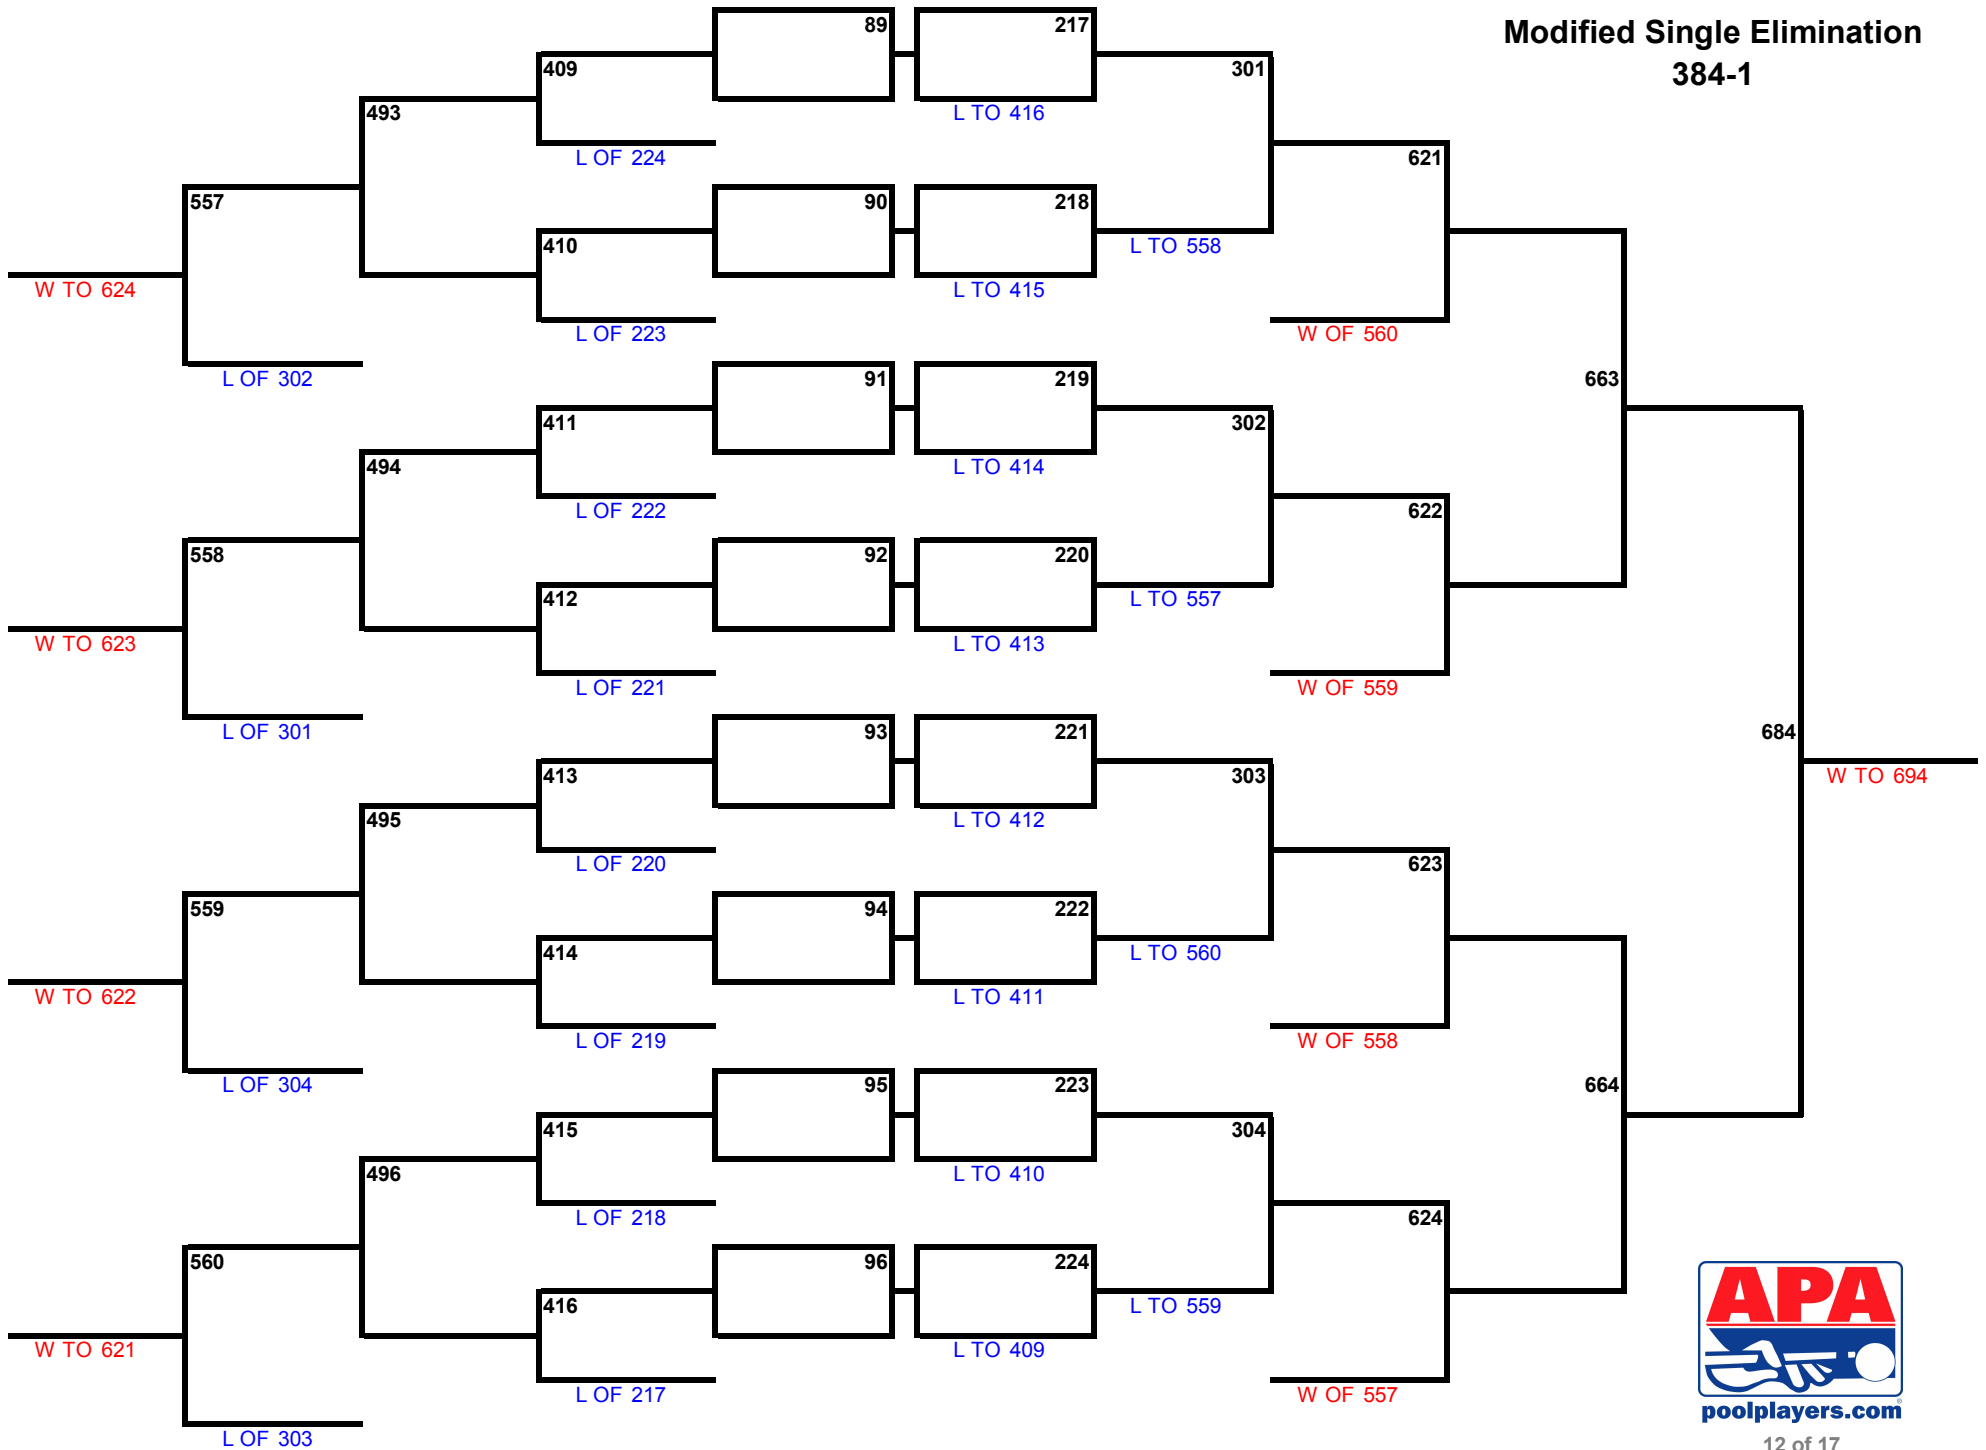 Modified Single Elimination
384-1
89
217
409
301
493
L TO 416
L OF 224
621
557
90
218
410
L TO 558
W TO 624
L TO 415
L OF 223
W OF 560
L OF 302
91
219
663
411
302
494
L TO 414
L OF 222
622
558
92
220
412
L TO 557
W TO 623
L TO 413
L OF 221
W OF 559
L OF 301
93
221
684
413
303
W TO 694
495
L TO 412
L OF 220
623
559
94
222
414
L TO 560
W TO 622
L TO 411
L OF 219
W OF 558
L OF 304
95
223
664
415
304
496
L TO 410
L OF 218
624
560
96
224
416
L TO 559
W TO 621
L TO 409
L OF 217
W OF 557
L OF 303
APA
poolplayers.com
12 of 17